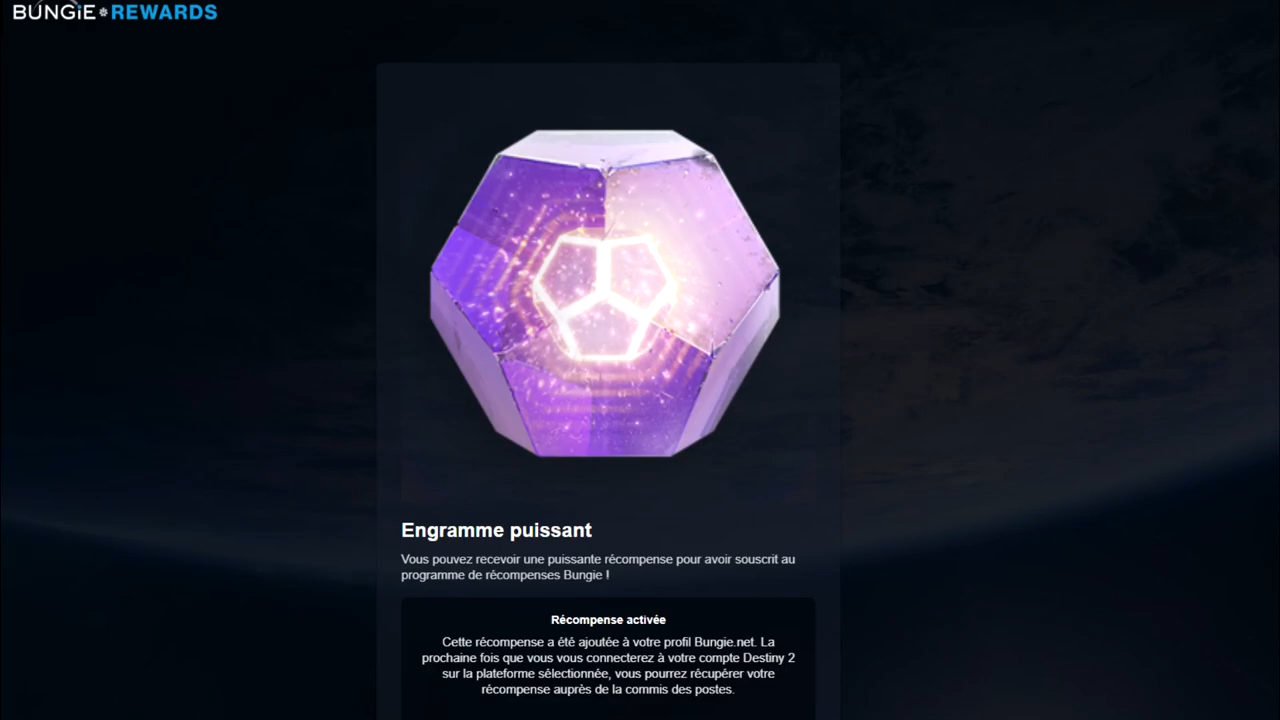 BUNGiE REWARDS
Engramme puissant
Vous pouvez recevoir une puissante récompense pour avoir souscrit au
programme de récompenses Bungie !
Récompense activée
Cette récompense a été ajoutée à votre profil Bungie.net. La
prochaine fois que vous vous connecterez à votre compte Destiny 2
sur la plateforme sélectionnée, vous pourrez récupérer votre
récompense auprès de la commis des postes.